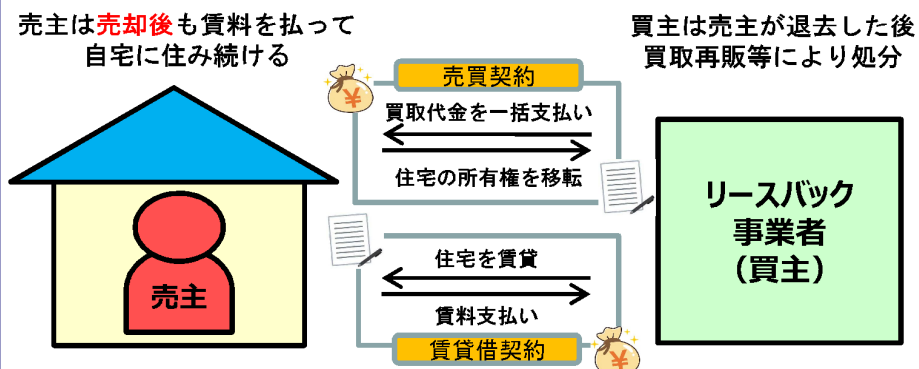 売主は売却後も賃料を払って
自宅に住み続ける
買主は売主が退去した後
買取再販等により処分
売買契約
¥
買取代金を一括支払い
住宅の所有権を移転
売主
リースバック
事業者
（買主）
住宅を賃貸
賃料支払い
賃貸借契約
¥